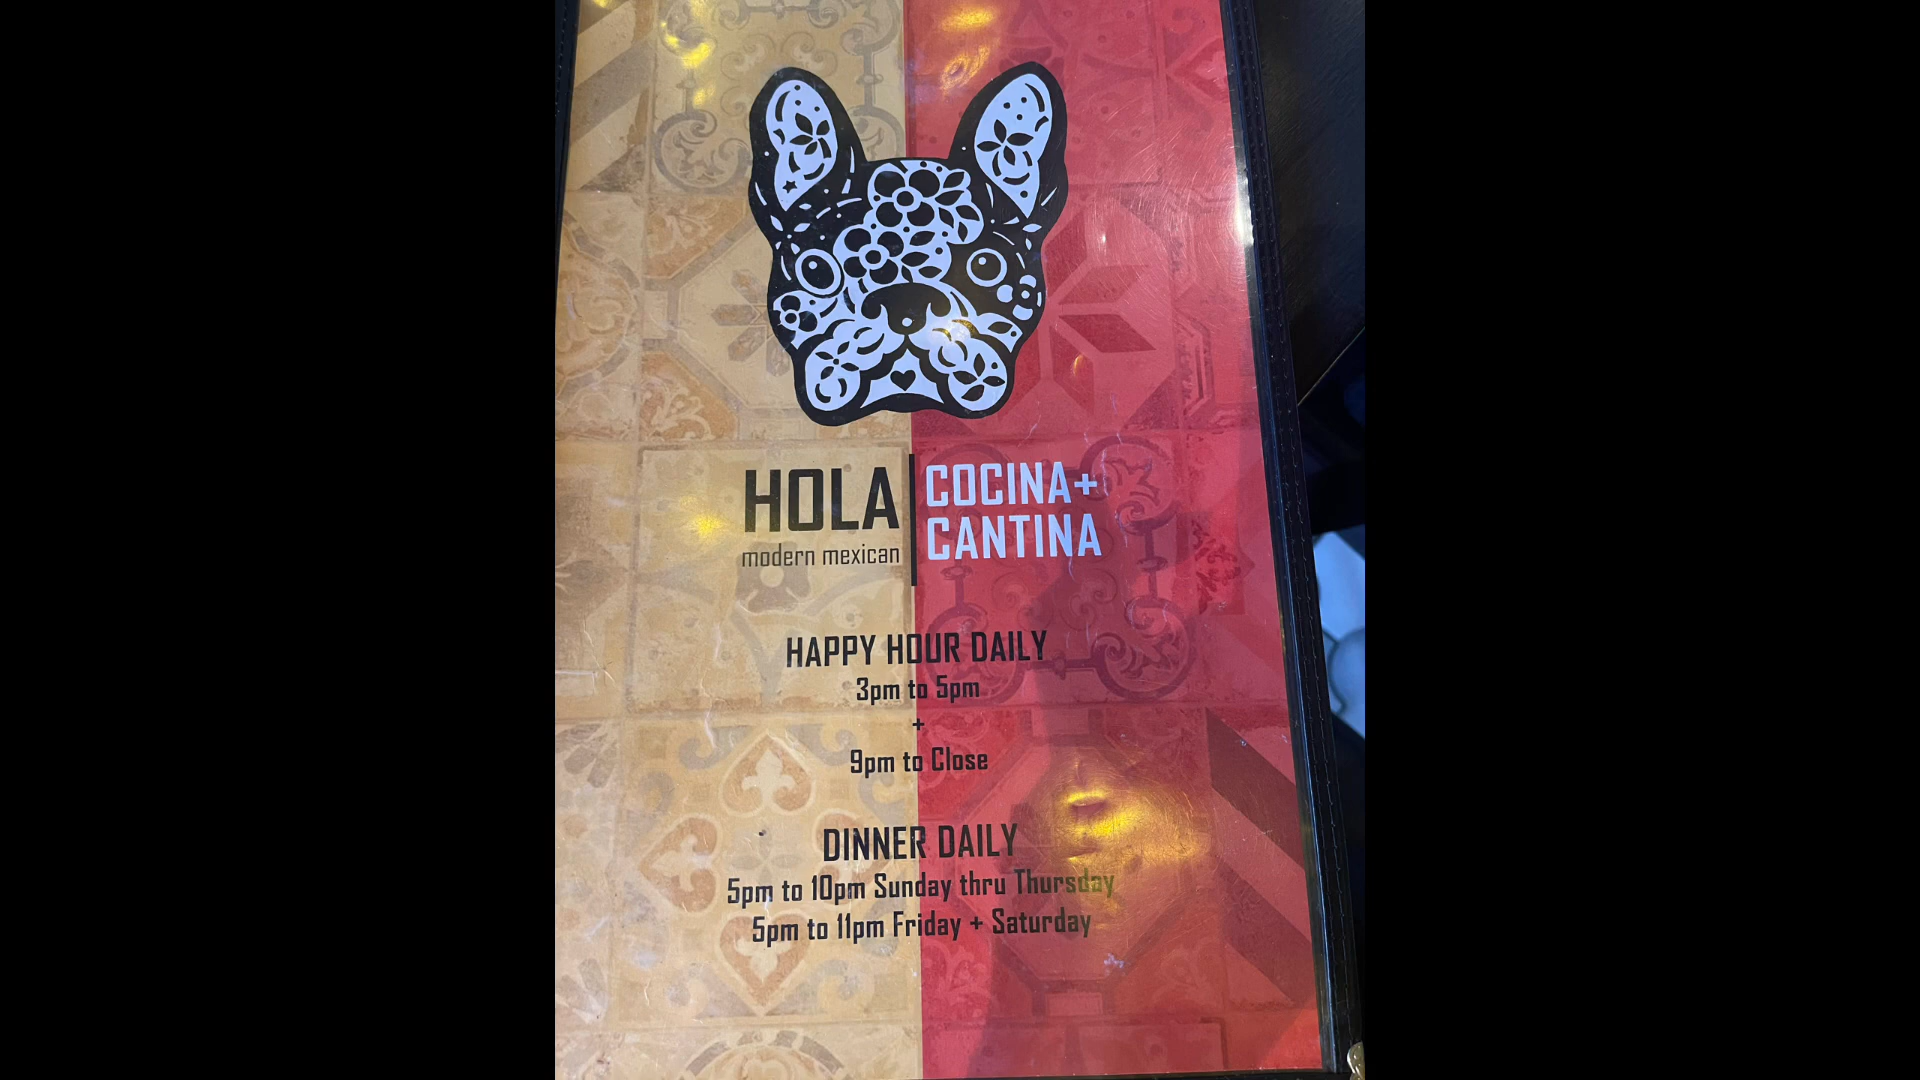 HOLA
modern mexican
COCINA+
CANTINA
HAPPY HOUR DAILY
3pm to 5pm
+
9pm to Close
DINNER DAILY
5pm to 10pm Sunday thru Thursday
5pm to 11pm Friday + Saturday